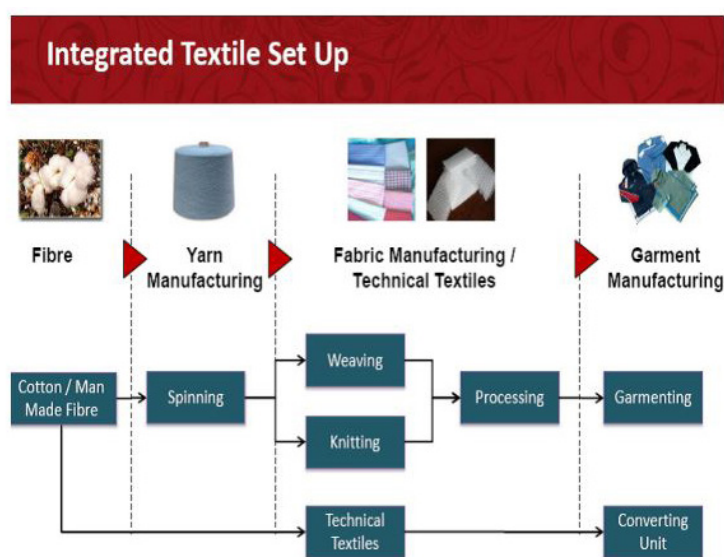 Integrated Textile Set Up
Fibre
Yarn
Manufacturing
Fabric Manufacturing /
Technical Textiles
Garment
Manufacturing
Cotton / Man
Made Fibre
Spinning
Weaving
Knitting
Processing
Garmenting
Technical
Textiles
Converting
Unit